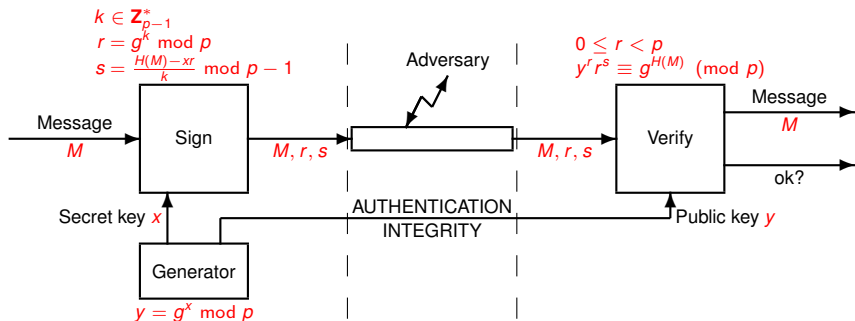 k ∈ Z*_{p−1}
r = g^k mod p
s = \frac{H(M)−xr}{k} mod p − 1
0 ≤ r < p
y^r r^s ≡ g^{H(M)} (mod p)
Adversary
Message
M
Sign
M, r, s
M, r, s
Verify
Message
M
ok?
Secret key x
AUTHENTICATION
INTEGRITY
Public key y
Generator
y = g^x mod p